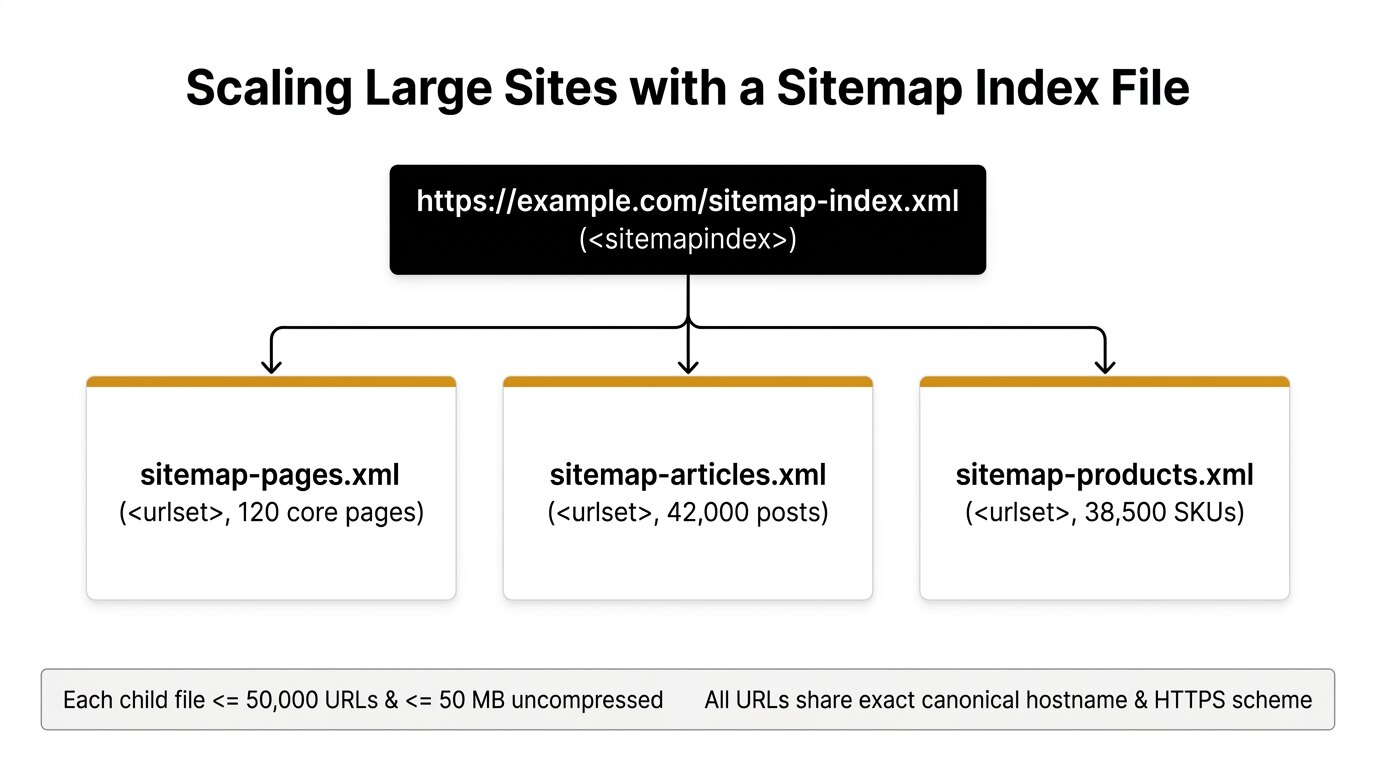 Scaling Large Sites with a Sitemap Index File
https://example.com/sitemap-index.xml
(<sitemapindex>)
sitemap-pages.xml
(<urlset>, 120 core pages)
sitemap-articles.xml
(<urlset>, 42,000 posts)
sitemap-products.xml
(<urlset>, 38,500 SKUs)
Each child file <= 50,000 URLs & <= 50 MB uncompressed
All URLs share exact canonical hostname & HTTPS scheme